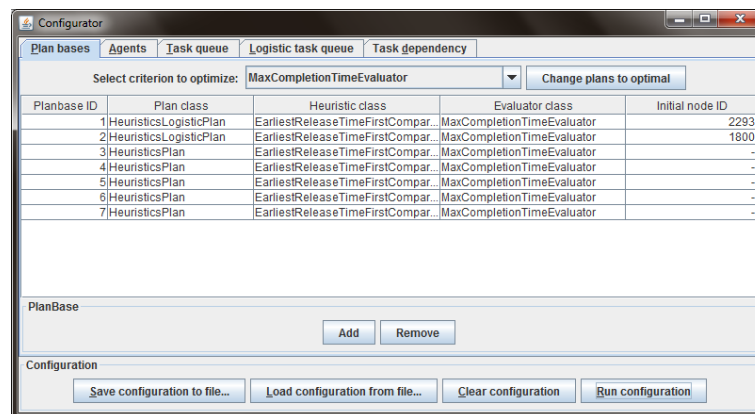 Configurator
Plan bases Agents Task queue Logistic task queue Task dependency
Select criterion to optimize: MaxCompletionTimeEvaluator Change plans to optimal
Planbase ID Plan class Heuristic class Evaluator class Initial node ID
1 HeuristicsLogisticPlan EarliestReleaseTimeFirstCompar... MaxCompletionTimeEvaluator 2293
2 HeuristicsLogisticPlan EarliestReleaseTimeFirstCompar... MaxCompletionTimeEvaluator 1800
3 HeuristicsPlan EarliestReleaseTimeFirstCompar... MaxCompletionTimeEvaluator -
4 HeuristicsPlan EarliestReleaseTimeFirstCompar... MaxCompletionTimeEvaluator -
5 HeuristicsPlan EarliestReleaseTimeFirstCompar... MaxCompletionTimeEvaluator -
6 HeuristicsPlan EarliestReleaseTimeFirstCompar... MaxCompletionTimeEvaluator -
7 HeuristicsPlan EarliestReleaseTimeFirstCompar... MaxCompletionTimeEvaluator -
PlanBase
Add Remove
Configuration
Save configuration to file... Load configuration from file... Clear configuration Run configuration